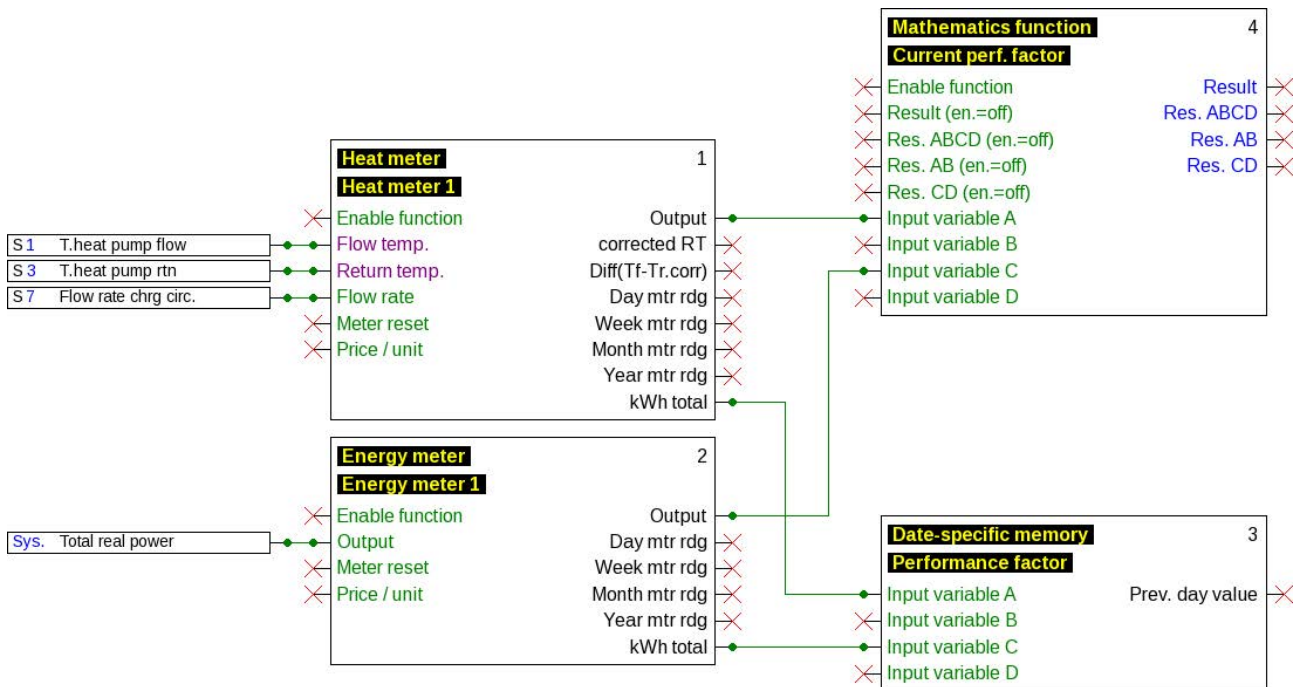 Mathematics function 4
Current perf. factor
Enable function Result
Result (en.=off) Res. ABCD
Res. ABCD (en.=off) Res. AB
Res. AB (en.=off) Res. CD
Res. CD (en.=off)
Input variable A
Input variable B
Input variable C
Input variable D
Heat meter 1
Heat meter 1
Enable function Output
S 1 T.heat pump flow Flow temp. corrected RT
S 3 T.heat pump rtn Return temp. Diff(Tf-Tr.corr)
S 7 Flow rate chrg circ. Flow rate Day mtr rdg
Meter reset Week mtr rdg
Price / unit Month mtr rdg
Year mtr rdg
kWh total
Energy meter 2
Energy meter 1
Enable function Output
Sys. Total real power Output Day mtr rdg
Meter reset Week mtr rdg
Price / unit Month mtr rdg
Year mtr rdg
kWh total
Date-specific memory 3
Performance factor
Input variable A Prev. day value
Input variable B
Input variable C
Input variable D